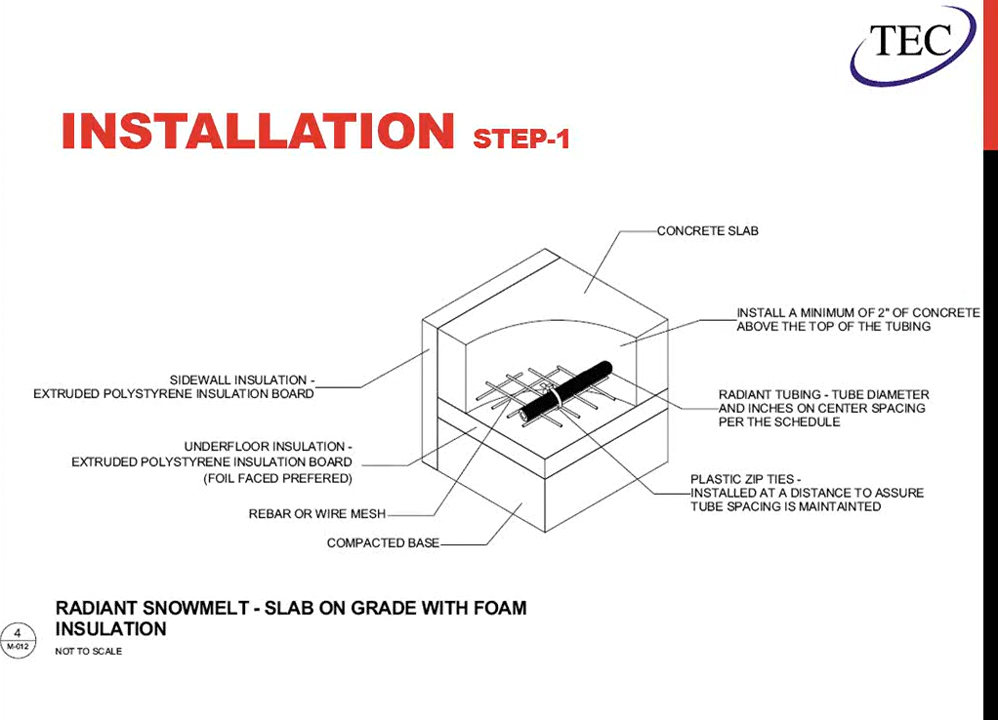 TEC
INSTALLATION STEP-1
CONCRETE SLAB
INSTALL A MINIMUM OF 2" OF CONCRETE
ABOVE THE TOP OF THE TUBING
SIDEWALL INSULATION -
EXTRUDED POLYSTYRENE INSULATION BOARD
RADIANT TUBING - TUBE DIAMETER
AND INCHES ON CENTER SPACING
PER THE SCHEDULE
UNDERFLOOR INSULATION -
EXTRUDED POLYSTYRENE INSULATION BOARD
(FOIL FACED PREFERED)
PLASTIC ZIP TIES -
INSTALLED AT A DISTANCE TO ASSURE
TUBE SPACING IS MAINTAINTED
REBAR OR WIRE MESH
COMPACTED BASE
RADIANT SNOWMELT - SLAB ON GRADE WITH FOAM
INSULATION
4
M-012
NOT TO SCALE